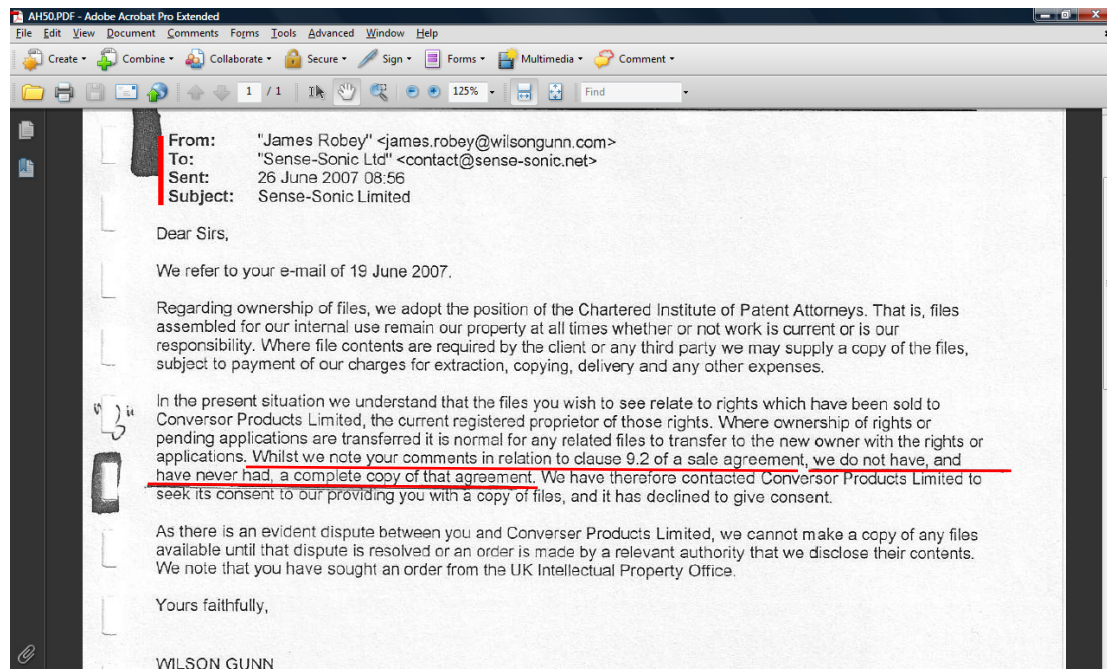 AH50.PDF - Adobe Acrobat Pro Extended
File Edit View Document Comments Forms Tools Advanced Window Help
Create Combine Collaborate Secure Sign Forms Multimedia Comment
1 / 1 125% Find
From: "James Robey" <james.robey@wilsongunn.com>
To: "Sense-Sonic Ltd" <contact@sense-sonic.net>
Sent: 26 June 2007 08:56
Subject: Sense-Sonic Limited
Dear Sirs,
We refer to your e-mail of 19 June 2007.
Regarding ownership of files, we adopt the position of the Chartered Institute of Patent Attorneys. That is, files
assembled for our internal use remain our property at all times whether or not work is current or is our
responsibility. Where file contents are required by the client or any third party we may supply a copy of the files,
subject to payment of our charges for extraction, copying, delivery and any other expenses.
In the present situation we understand that the files you wish to see relate to rights which have been sold to
Conversor Products Limited, the current registered proprietor of those rights. Where ownership of rights or
pending applications are transferred it is normal for any related files to transfer to the new owner with the rights or
applications. Whilst we note your comments in relation to clause 9.2 of a sale agreement, we do not have, and
have never had, a complete copy of that agreement. We have therefore contacted Conversor Products Limited to
seek its consent to our providing you with a copy of files, and it has declined to give consent.
As there is an evident dispute between you and Converser Products Limited, we cannot make a copy of any files
available until that dispute is resolved or an order is made by a relevant authority that we disclose their contents.
We note that you have sought an order from the UK Intellectual Property Office.
Yours faithfully,
WILSON GUNN